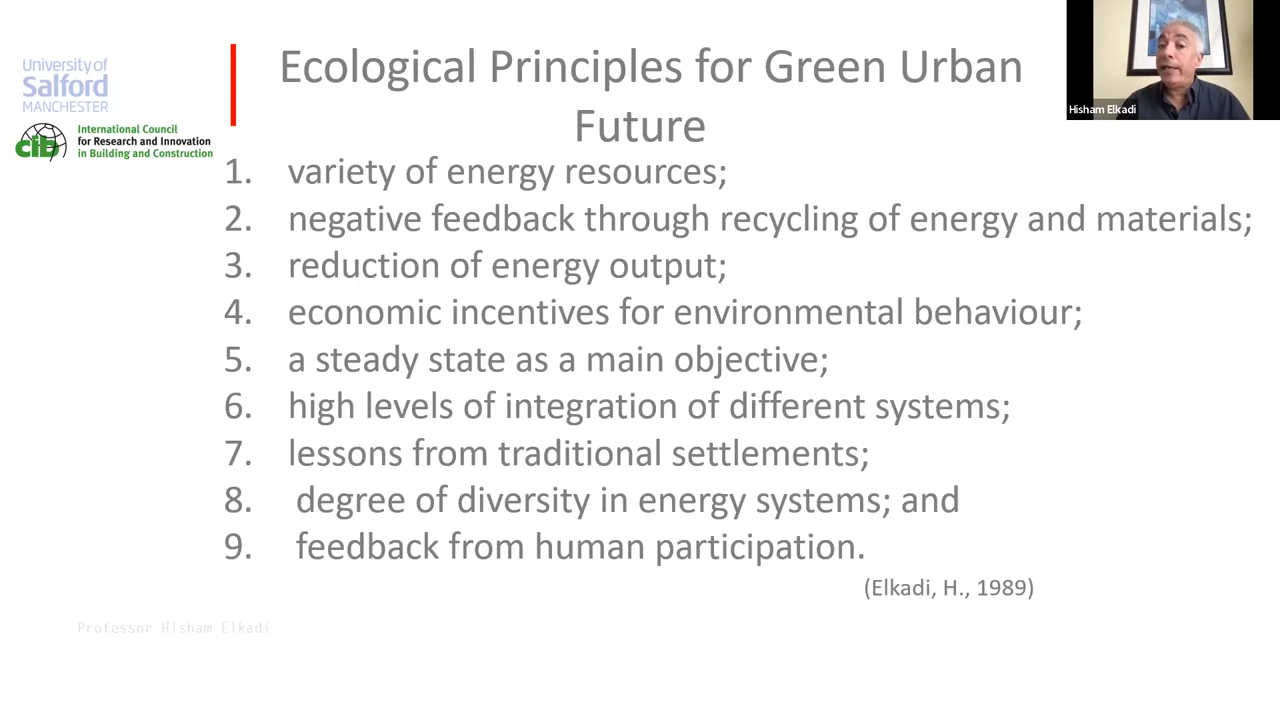 University of
Salford
MANCHESTER
cib
International Council
for Research and Innovation
in Building and Construction
Ecological Principles for Green Urban
Future
Hisham Elkadi
1. variety of energy resources;
2. negative feedback through recycling of energy and materials;
3. reduction of energy output;
4. economic incentives for environmental behaviour;
5. a steady state as a main objective;
6. high levels of integration of different systems;
7. lessons from traditional settlements;
8. degree of diversity in energy systems; and
9. feedback from human participation.
(Elkadi, H., 1989)
Professor Hisham Elkadi